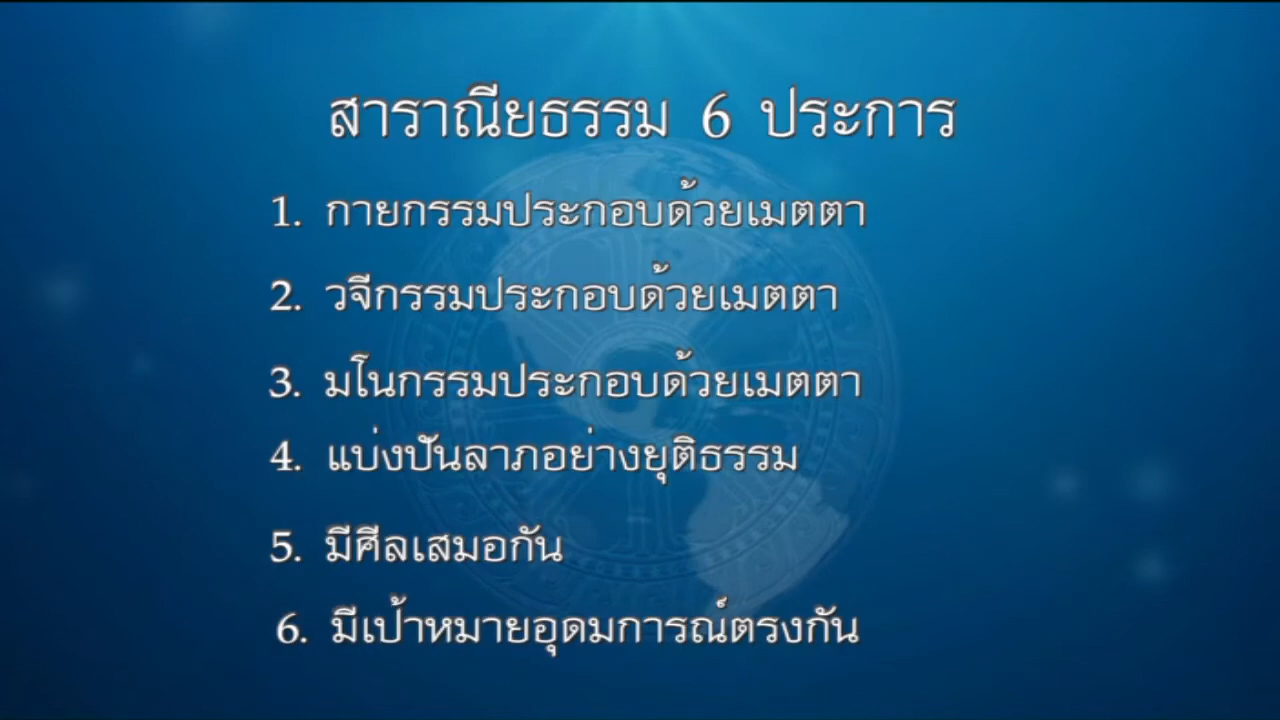 สาราณียธรรม 6 ประการ
1. กายกรรมประกอบด้วยเมตตา
2. วจีกรรมประกอบด้วยเมตตา
3. มโนกรรมประกอบด้วยเมตตา
4. แบ่งปันลาภอย่างยุติธรรม
5. มีศีลเสมอกัน
6. มีเป้าหมายอุดมการณ์ตรงกัน